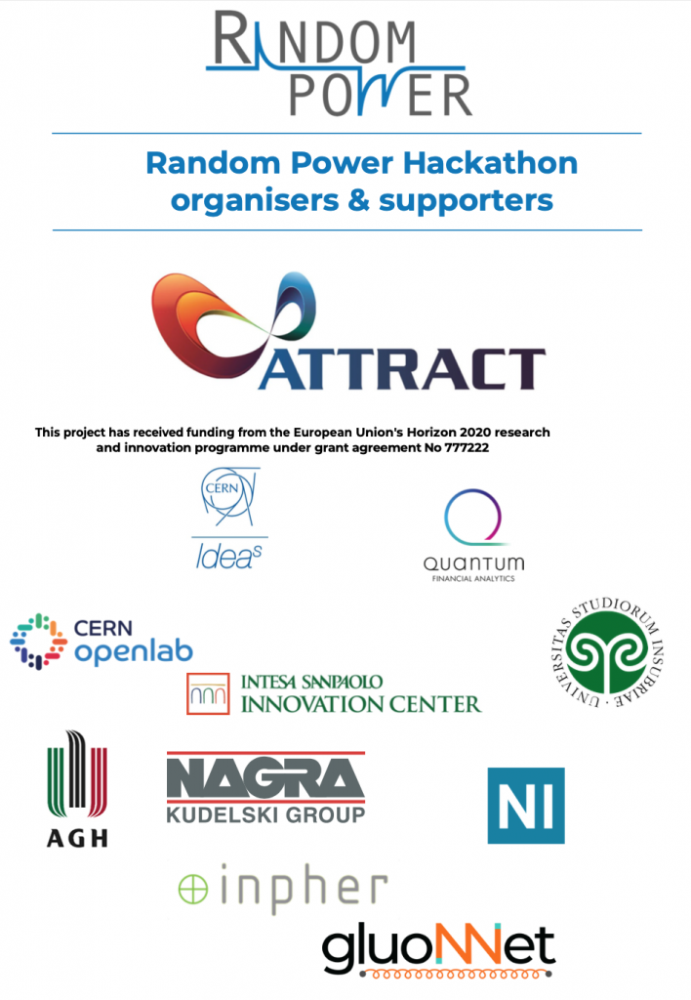 RANDOM
POWER
Random Power Hackathon
organisers & supporters
ATTRACT
This project has received funding from the European Union's Horizon 2020 research
and innovation programme under grant agreement No 777222
CERN
Ideas
QUANTUM
FINANCIAL ANALYTICS
CERN
openlab
UNIVERSITAS STUDIORUM INSUBRIAE
INTESA SANPAOLO
INNOVATION CENTER
AGH
NAGRA
KUDELSKI GROUP
NI
inpher
gluoNNet